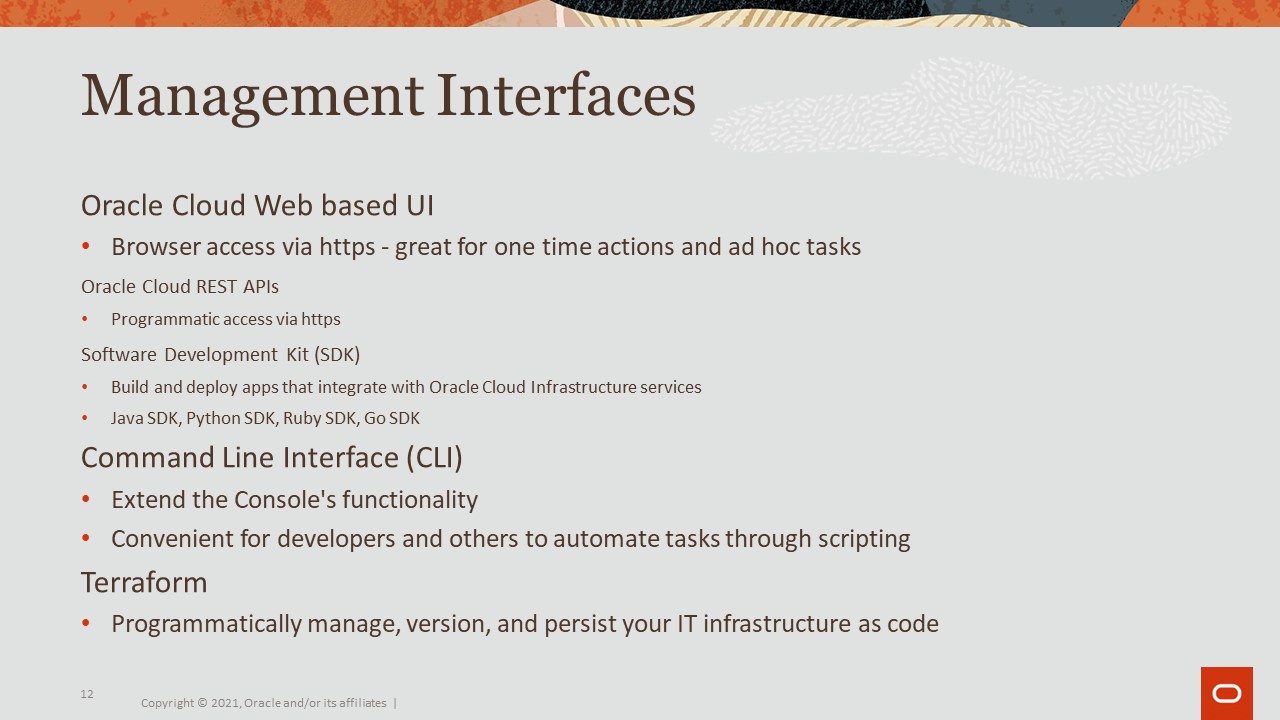 Management Interfaces
Oracle Cloud Web based UI
• Browser access via https - great for one time actions and ad hoc tasks
Oracle Cloud REST APIs
• Programmatic access via https
Software Development Kit (SDK)
• Build and deploy apps that integrate with Oracle Cloud Infrastructure services
• Java SDK, Python SDK, Ruby SDK, Go SDK
Command Line Interface (CLI)
• Extend the Console's functionality
• Convenient for developers and others to automate tasks through scripting
Terraform
• Programmatically manage, version, and persist your IT infrastructure as code
12
Copyright © 2021, Oracle and/or its affiliates |